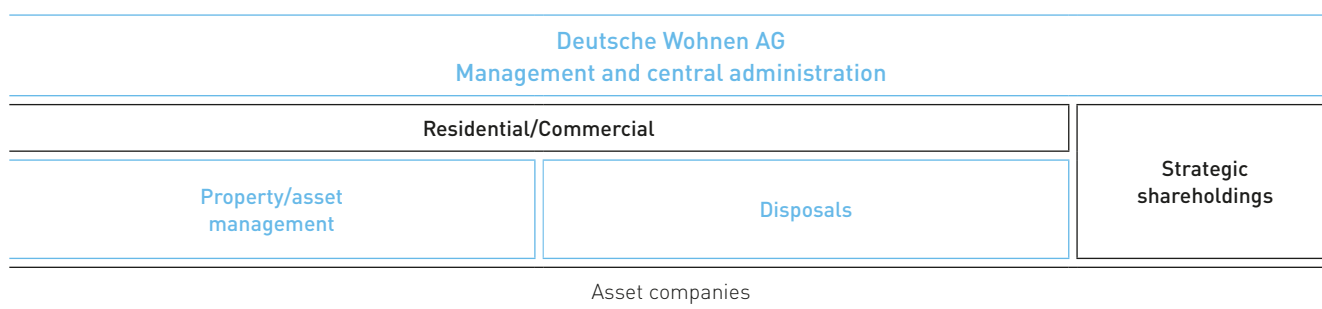 Deutsche Wohnen AG
Management and central administration
Residential/Commercial
Strategic
shareholdings
Property/asset
management
Disposals
Asset companies